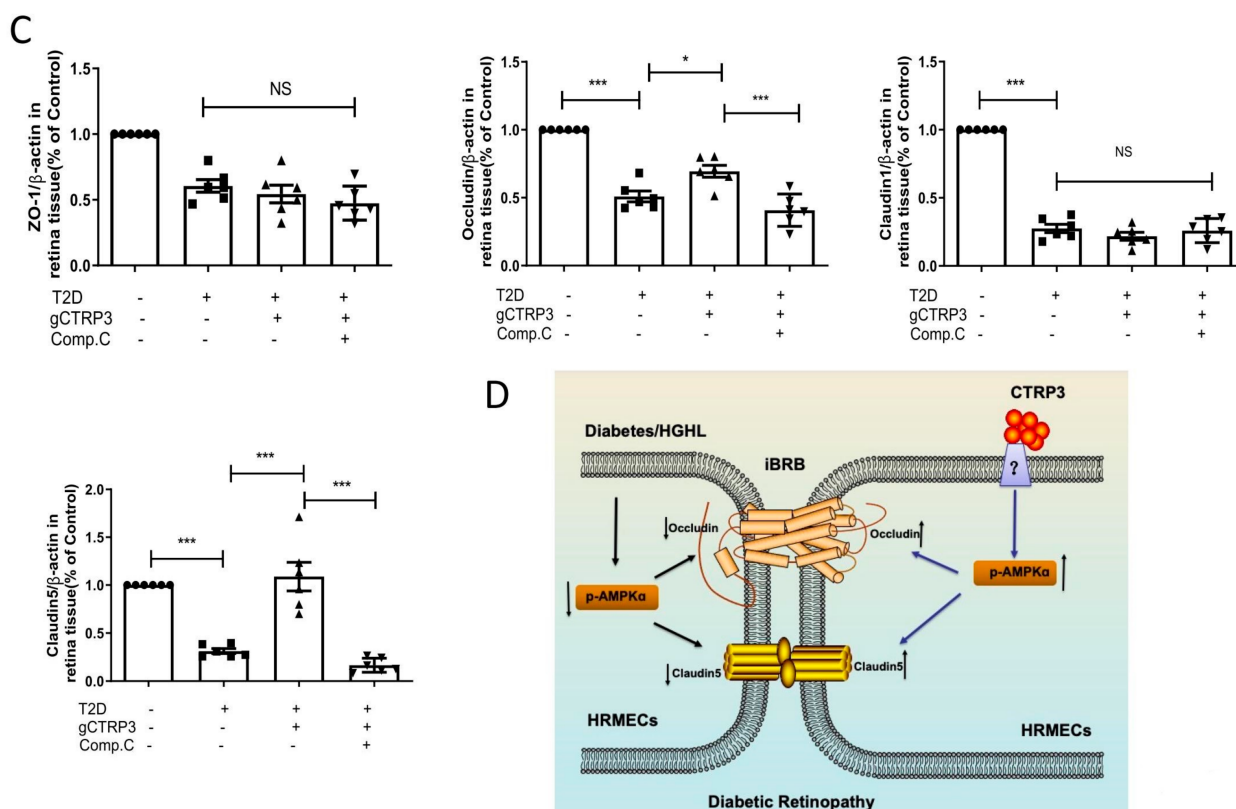 C
ZO-1/β-actin in
retina tissue(% of Control)
1.5
1.0
0.5
0.0
NS
T2D - + + +
gCTRP3 - - + +
Comp.C - - - +
Occludin/β-actin in
retina tissue(% of Control)
1.5
1.0
0.5
0.0
***
*
***
T2D - + + +
gCTRP3 - - + +
Comp.C - - - +
Claudin1/β-actin in
retina tissue(% of Control)
1.5
1.0
0.5
0.0
***
NS
T2D - + + +
gCTRP3 - - + +
Comp.C - - - +
Claudin5/β-actin in
retina tissue(% of Control)
2.0
1.5
1.0
0.5
0.0
***
***
***
T2D - + + +
gCTRP3 - - + +
Comp.C - - - +
D
CTRP3
Diabetes/HGHL
iBRB
?
Occludin
Occludin
p-AMPKα
p-AMPKα
Claudin5
Claudin5
HRMECs
HRMECs
Diabetic Retinopathy